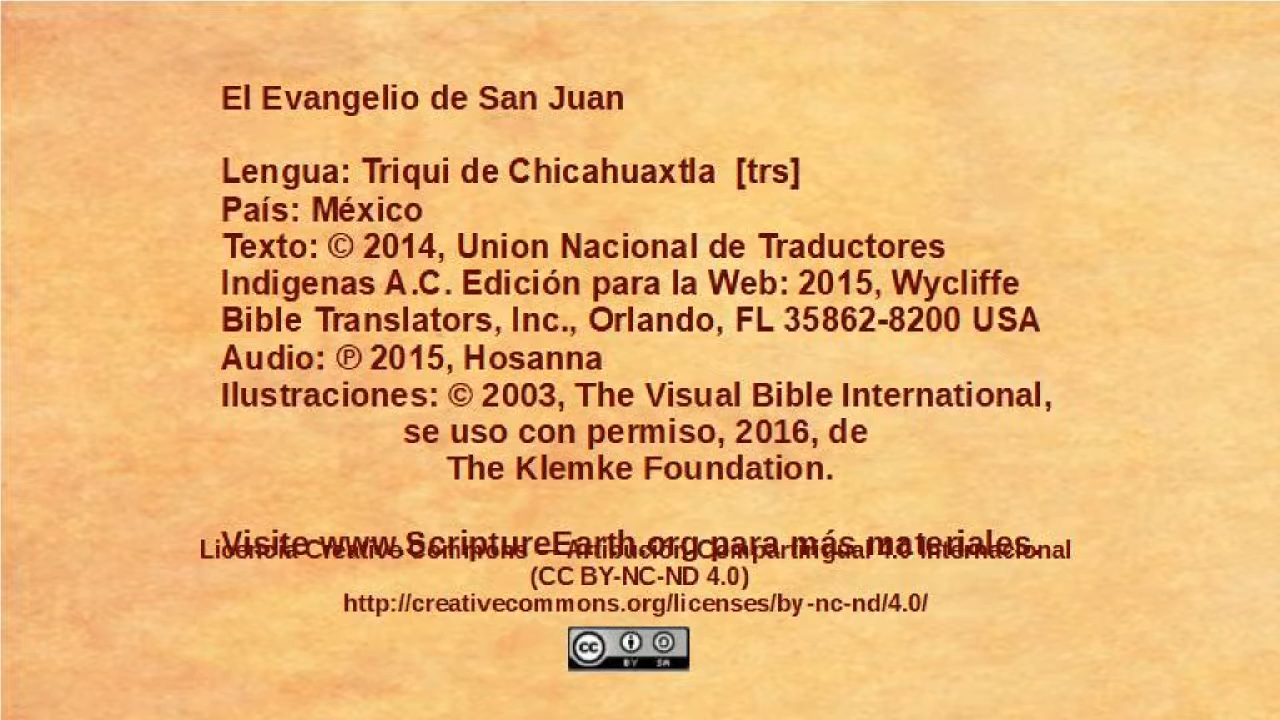 El Evangelio de San Juan
Lengua: Triqui de Chicahuaxtla [trs]
País: México
Texto: © 2014, Union Nacional de Traductores
Indigenas A.C. Edición para la Web: 2015, Wycliffe
Bible Translators, Inc., Orlando, FL 35862-8200 USA
Audio: ℗ 2015, Hosanna
Ilustraciones: © 2003, The Visual Bible International,
se uso con permiso, 2016, de
The Klemke Foundation.
Visite www.ScriptureEarth.org para más materiales.
Licencia Creative Commons — Compartirigual 4.0 Internacional
(CC BY-NC-ND 4.0)
http://creativecommons.org/licenses/by-nc-nd/4.0/
cc BY SA